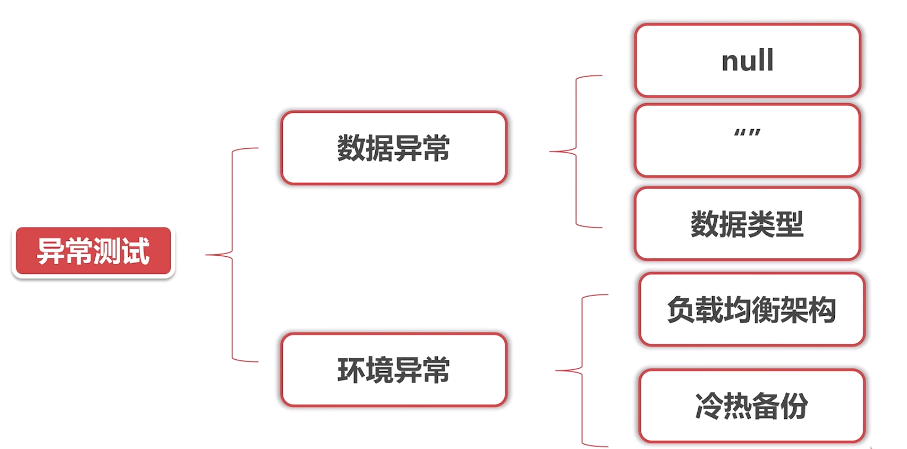 异常测试
数据异常
null
“”
数据类型
环境异常
负载均衡架构
冷热备份